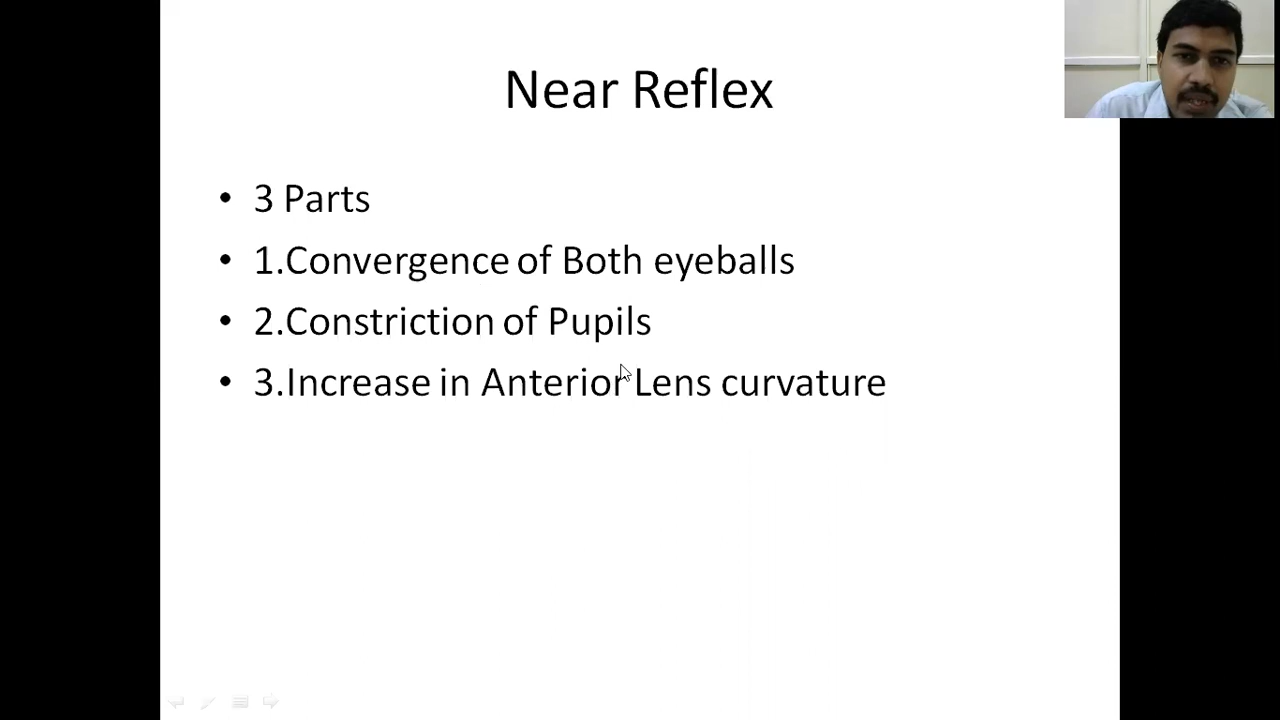 Near Reflex
• 3 Parts
• 1.Convergence of Both eyeballs
• 2.Constriction of Pupils
• 3.Increase in Anterior Lens curvature